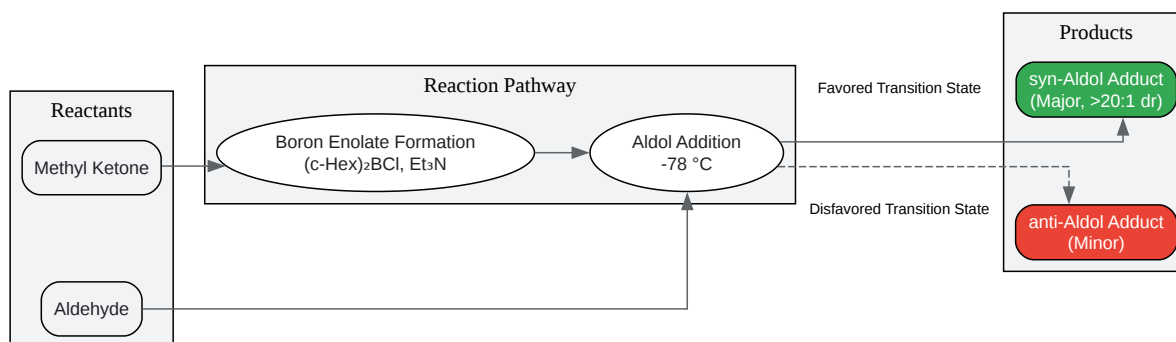 Reactants
Methyl Ketone
Aldehyde
Reaction Pathway
Boron Enolate Formation
(c-Hex)₂BCl, Et₃N
Aldol Addition
-78 °C
Favored Transition State
Disfavored Transition State
Products
syn-Aldol Adduct
(Major, >20:1 dr)
anti-Aldol Adduct
(Minor)